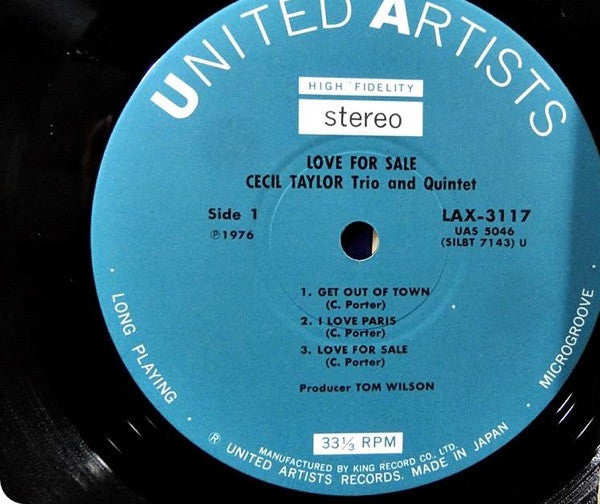 UNITED ARTISTS
HIGH FIDELITY
stereo
LOVE FOR SALE
CECIL TAYLOR Trio and Quintet
Side 1
℗1976
LAX-3117
UAS 5046
(SILBT 7143) U
1. GET OUT OF TOWN
(C. Porter)
2. I LOVE PARIS
(C. Porter)
3. LOVE FOR SALE
(C. Porter)
Producer TOM WILSON
· LONG PLAYING ·
· MICROGROOVE ·
33⅓ RPM
MANUFACTURED BY KING RECORD CO., LTD.
® UNITED ARTISTS RECORDS. MADE IN JAPAN